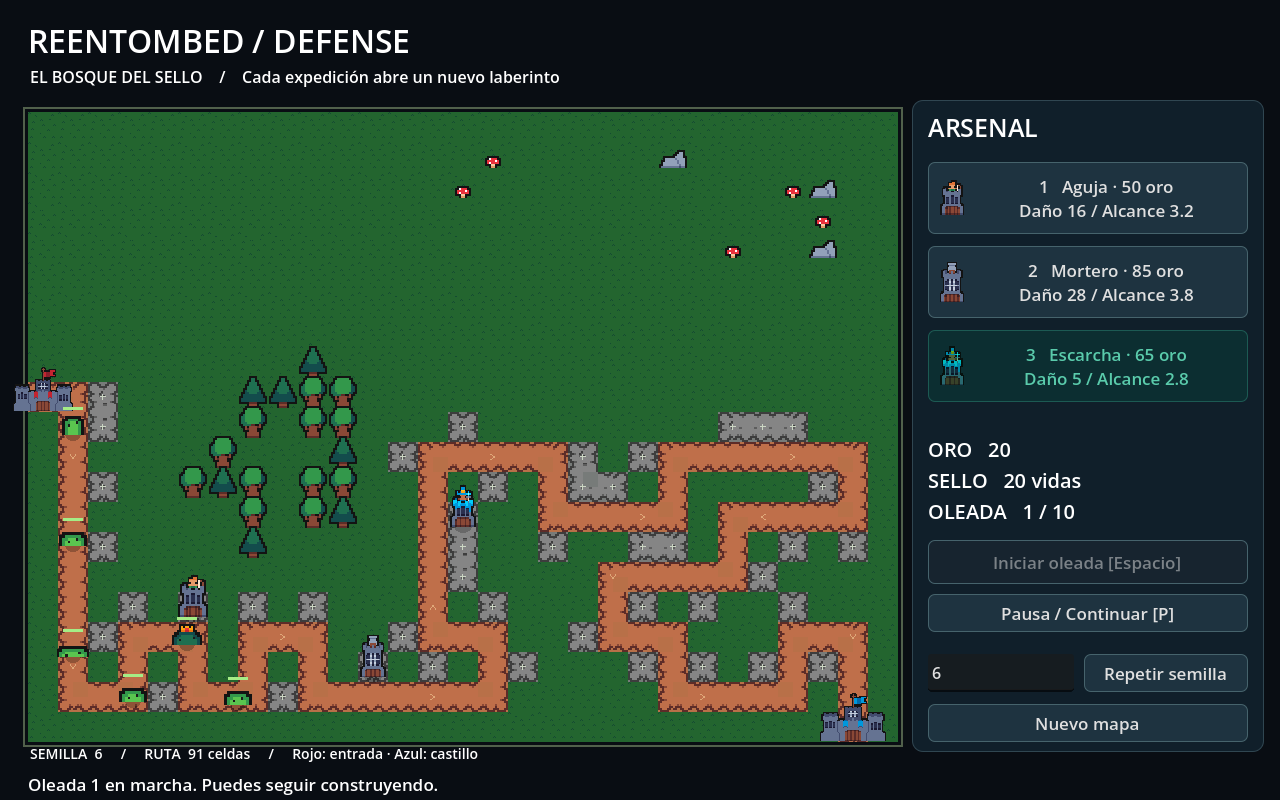 REENTOMBED / DEFENSE
EL BOSQUE DEL SELLO / Cada expedición abre un nuevo laberinto
ARSENAL
1 Aguja · 50 oro
Daño 16 / Alcance 3.2
2 Mortero · 85 oro
Daño 28 / Alcance 3.8
3 Escarcha · 65 oro
Daño 5 / Alcance 2.8
ORO 20
SELLO 20 vidas
OLEADA 1 / 10
Iniciar oleada [Espacio]
Pausa / Continuar [P]
6
Repetir semilla
Nuevo mapa
SEMILLA 6 / RUTA 91 celdas / Rojo: entrada · Azul: castillo
Oleada 1 en marcha. Puedes seguir construyendo.